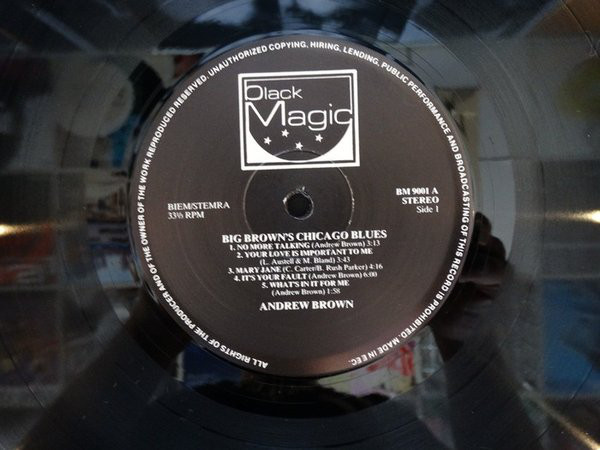 Black
Magic
BIEM/STEMRA
33⅓ RPM
BM 9001 A
STEREO
Side 1
BIG BROWN'S CHICAGO BLUES
1. NO MORE TALKING (Andrew Brown) 3:13
2. YOUR LOVE IS IMPORTANT TO ME
(L. Austell & M. Bland) 3:43
3. MARY JANE (C. Carter/B. Rush Parker) 4:16
4. IT'S YOUR FAULT (Andrew Brown) 6:00
5. WHAT'S IN IT FOR ME
(Andrew Brown) 1:58
ANDREW BROWN
ALL RIGHTS OF THE PRODUCER AND OF THE OWNER OF THE WORK REPRODUCED RESERVED. UNAUTHORIZED COPYING, HIRING, LENDING, PUBLIC PERFORMANCE AND BROADCASTING OF THIS RECORD IS PROHIBITED. MADE IN EEC.